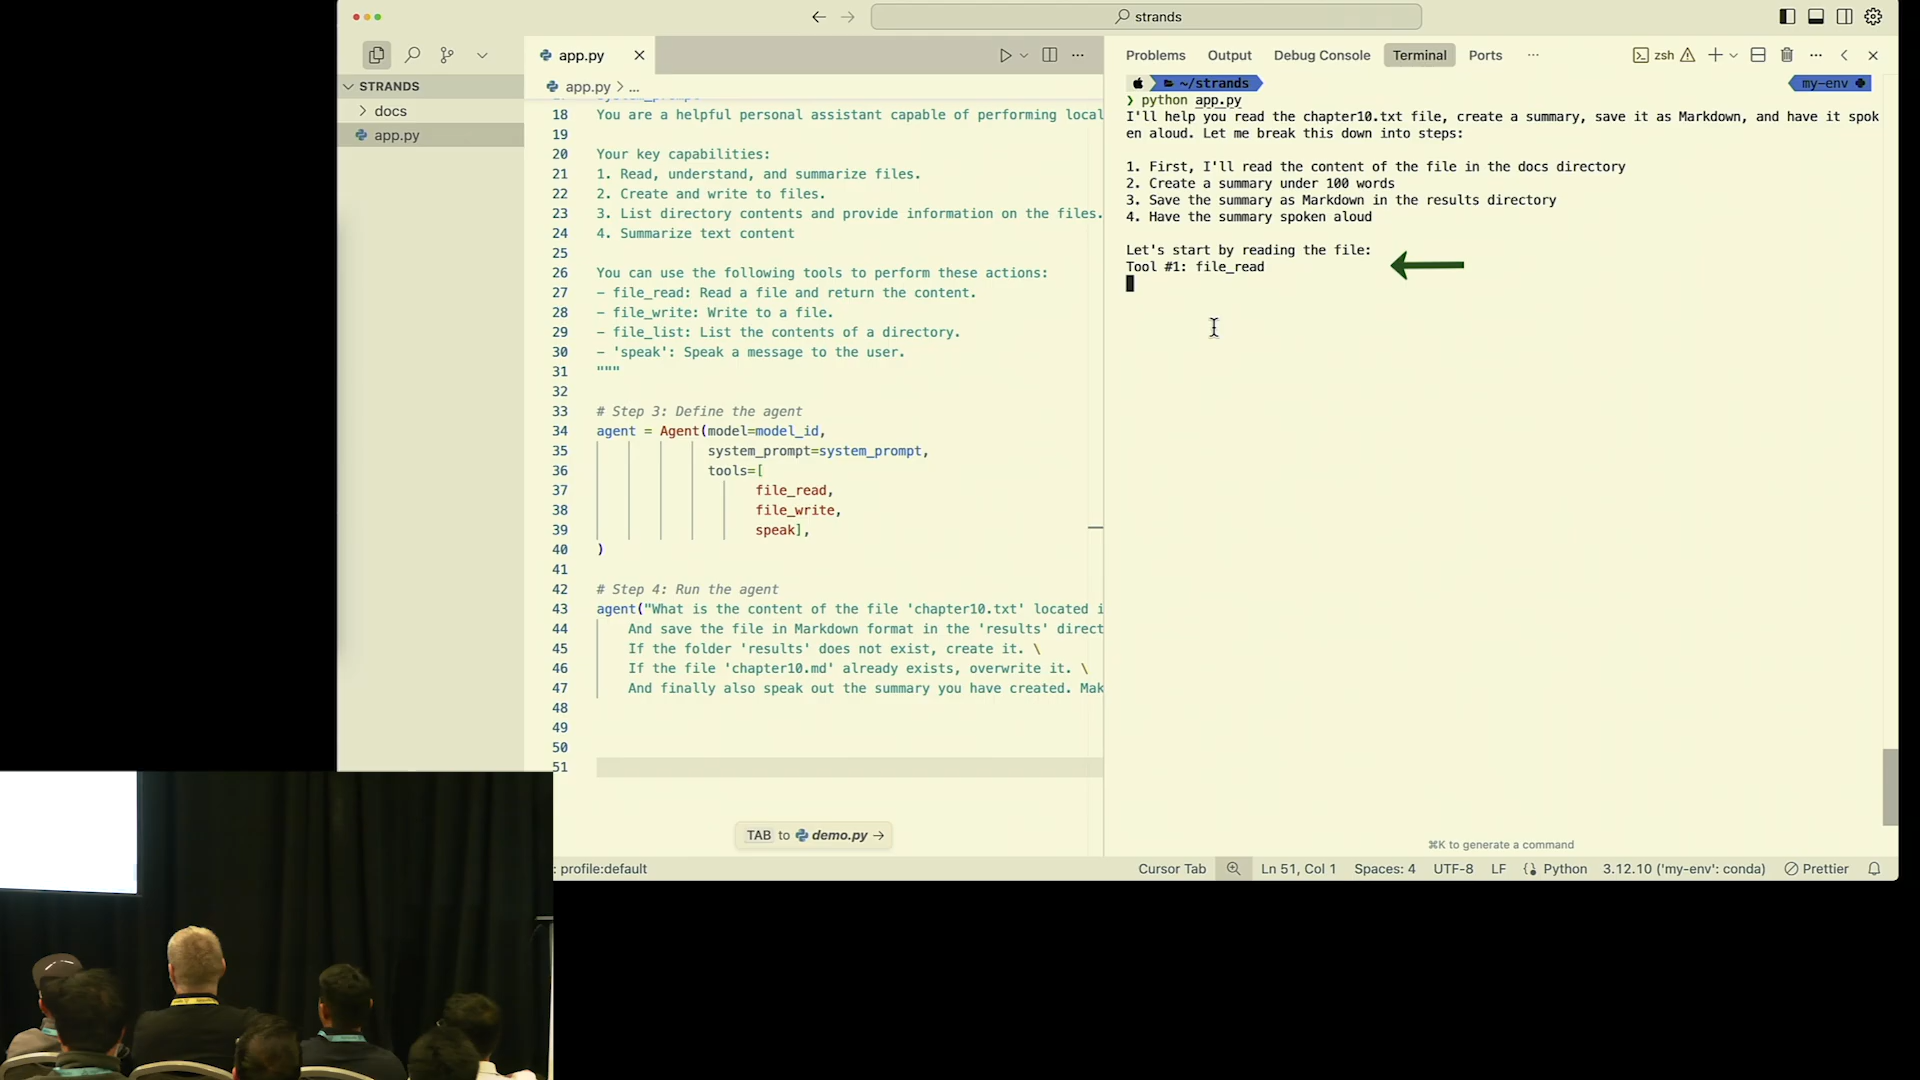 strands
STRANDS
docs
app.py
app.py
app.py > ...
18 You are a helpful personal assistant capable of performing local
19
20 Your key capabilities:
21 1. Read, understand, and summarize files.
22 2. Create and write to files.
23 3. List directory contents and provide information on the files.
24 4. Summarize text content
25
26 You can use the following tools to perform these actions:
27 - file_read: Read a file and return the content.
28 - file_write: Write to a file.
29 - file_list: List the contents of a directory.
30 - 'speak': Speak a message to the user.
31 """
32
33 # Step 3: Define the agent
34 agent = Agent(model=model_id,
35 system_prompt=system_prompt,
36 tools=[
37 file_read,
38 file_write,
39 speak],
40 )
41
42 # Step 4: Run the agent
43 agent("What is the content of the file 'chapter10.txt' located i
44 And save the file in Markdown format in the 'results' direct
45 If the folder 'results' does not exist, create it. \
46 If the file 'chapter10.md' already exists, overwrite it. \
47 And finally also speak out the summary you have created. Mak
48
49
50
51
TAB to demo.py →
Problems Output Debug Console Terminal Ports ... zsh
~/strands my-env
❯ python app.py
I'll help you read the chapter10.txt file, create a summary, save it as Markdown, and have it spok
en aloud. Let me break this down into steps:
1. First, I'll read the content of the file in the docs directory
2. Create a summary under 100 words
3. Save the summary as Markdown in the results directory
4. Have the summary spoken aloud
Let's start by reading the file:
Tool #1: file_read
⌘K to generate a command
: profile:default Cursor Tab Ln 51, Col 1 Spaces: 4 UTF-8 LF Python 3.12.10 ('my-env': conda) Prettier